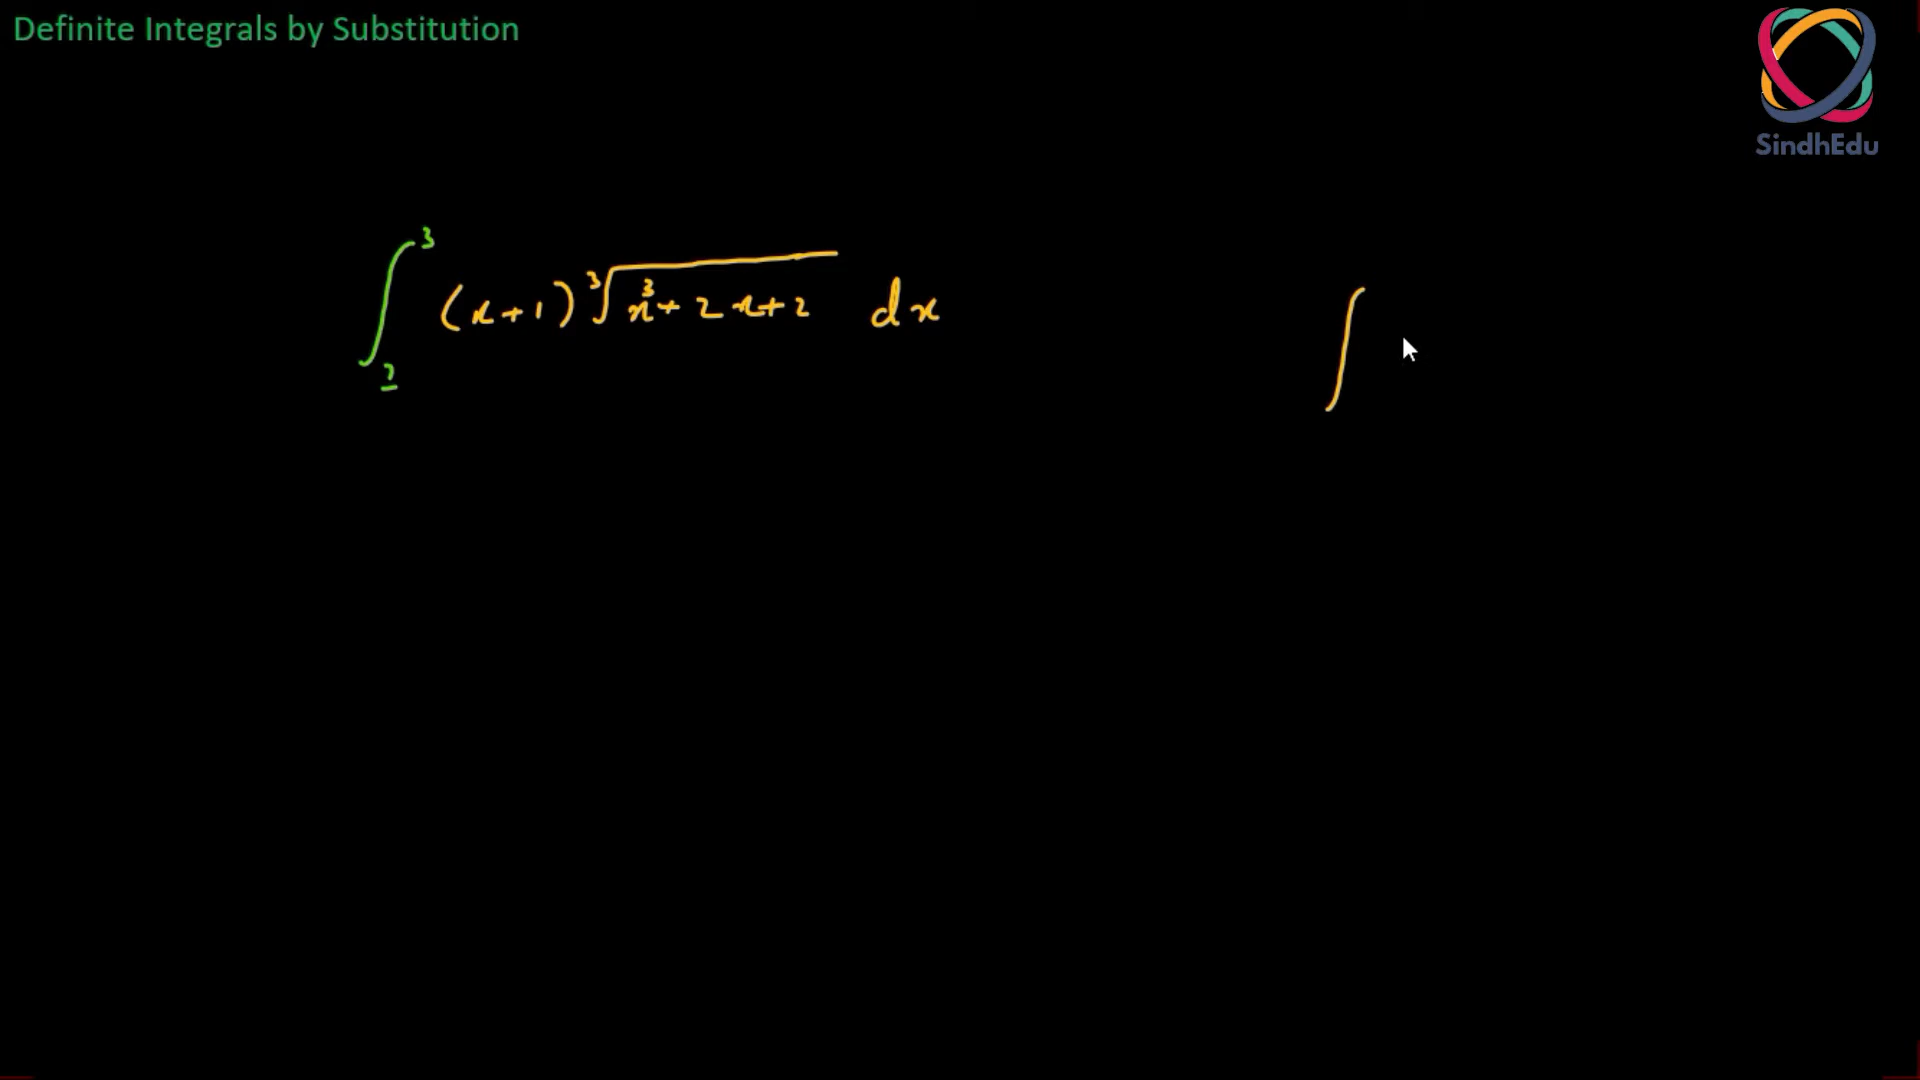 Definite Integrals by Substitution
SindhEdu
∫₂³ (x+1) ∛(x³+2x+2) dx
∫